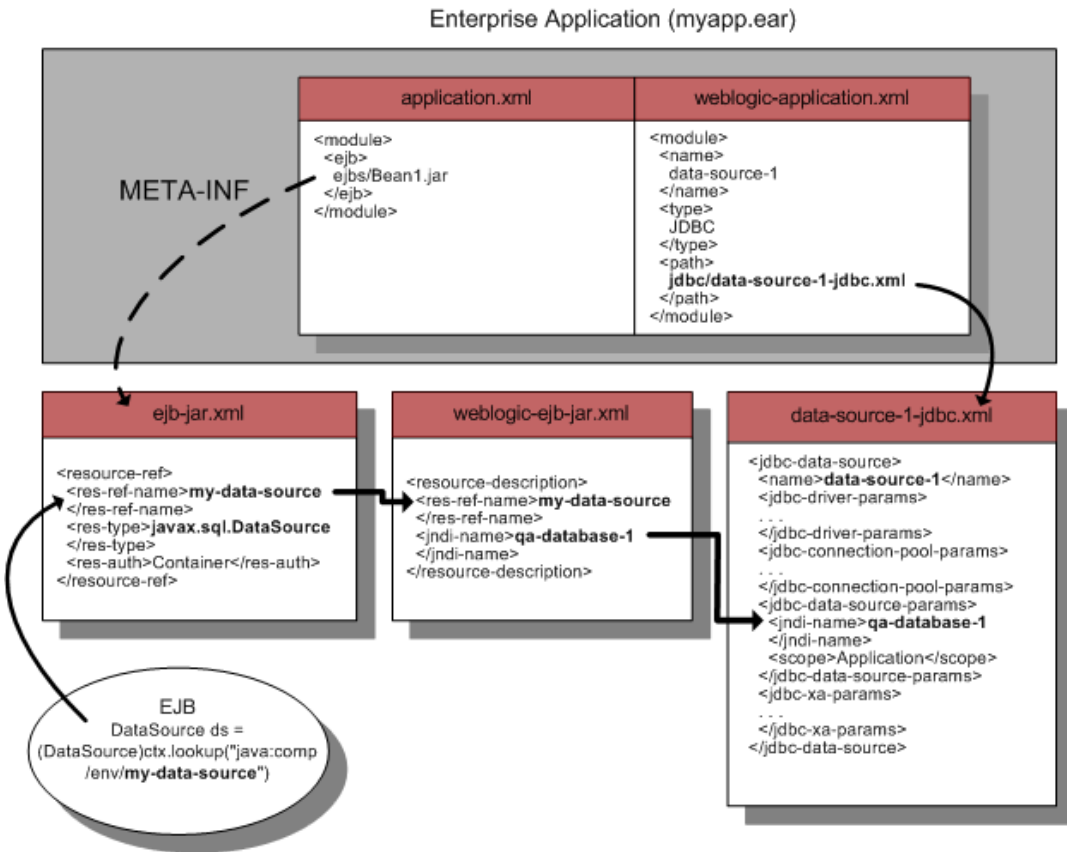 Enterprise Application (myapp.ear)
META-INF
application.xml
<module>
<ejb>
ejbs/Bean1.jar
</ejb>
</module>
weblogic-application.xml
<module>
<name>
data-source-1
</name>
<type>
JDBC
</type>
<path>
jdbc/data-source-1-jdbc.xml
</path>
</module>
ejb-jar.xml
<resource-ref>
<res-ref-name>my-data-source
</res-ref-name>
<res-type>javax.sql.DataSource
</res-type>
<res-auth>Container</res-auth>
</resource-ref>
weblogic-ejb-jar.xml
<resource-description>
<res-ref-name>my-data-source
</res-ref-name>
<jndi-name>qa-database-1
</jndi-name>
</resource-description>
data-source-1-jdbc.xml
<jdbc-data-source>
<name>data-source-1</name>
<jdbc-driver-params>
. . .
</jdbc-driver-params>
<jdbc-connection-pool-params>
. . .
</jdbc-connection-pool-params>
<jdbc-data-source-params>
<jndi-name>qa-database-1
</jndi-name>
<scope>Application</scope>
</jdbc-data-source-params>
<jdbc-xa-params>
. . .
</jdbc-xa-params>
</jdbc-data-source>
EJB
DataSource ds =
(DataSource)ctx.lookup("java:comp
/env/my-data-source")